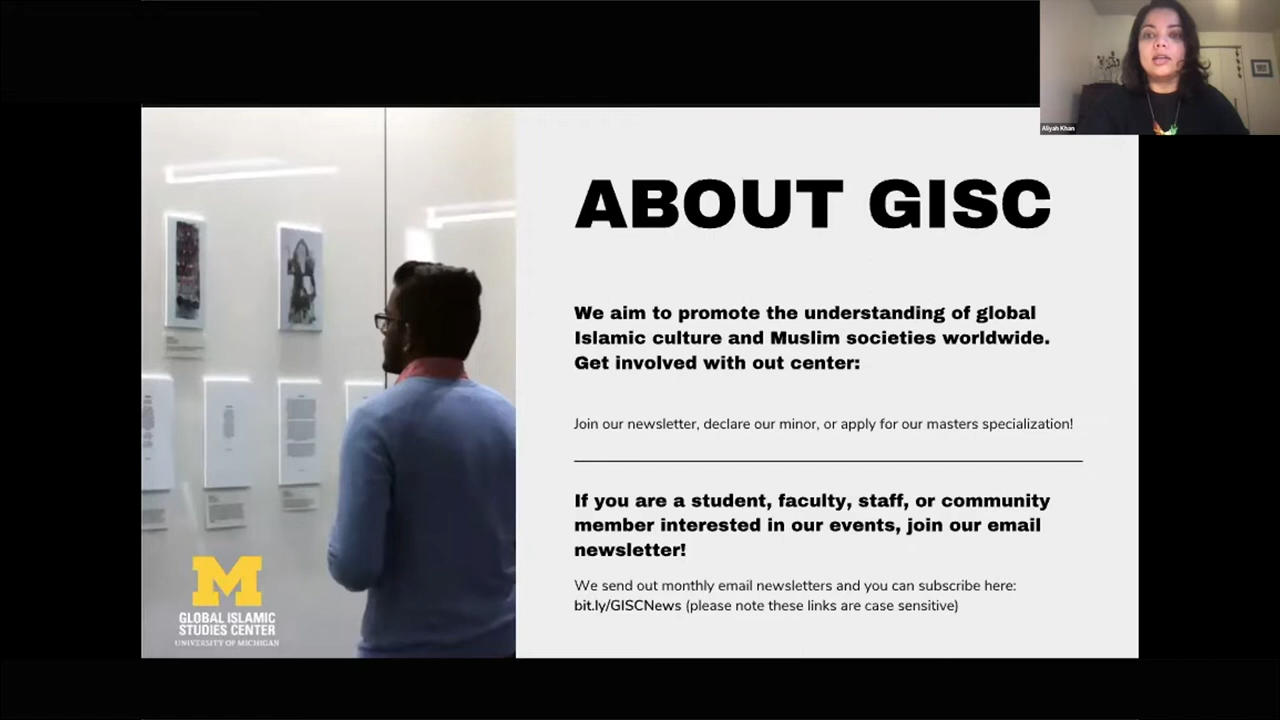 Aliyah Khan
ABOUT GISC
We aim to promote the understanding of global
Islamic culture and Muslim societies worldwide.
Get involved with out center:
Join our newsletter, declare our minor, or apply for our masters specialization!
If you are a student, faculty, staff, or community
member interested in our events, join our email
newsletter!
We send out monthly email newsletters and you can subscribe here:
bit.ly/GISCNews (please note these links are case sensitive)
M
GLOBAL ISLAMIC
STUDIES CENTER
UNIVERSITY OF MICHIGAN